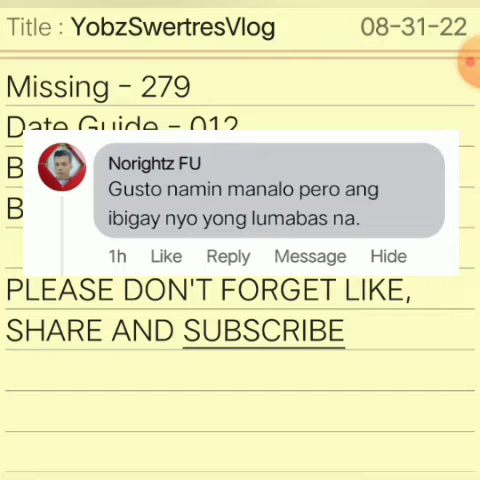 Title : YobzSwertresVlog 08-31-22
Missing - 279
Date Guide - 012
B
B
Norightz FU
Gusto namin manalo pero ang
ibigay nyo yong lumabas na.
1h Like Reply Message Hide
PLEASE DON'T FORGET LIKE,
SHARE AND SUBSCRIBE